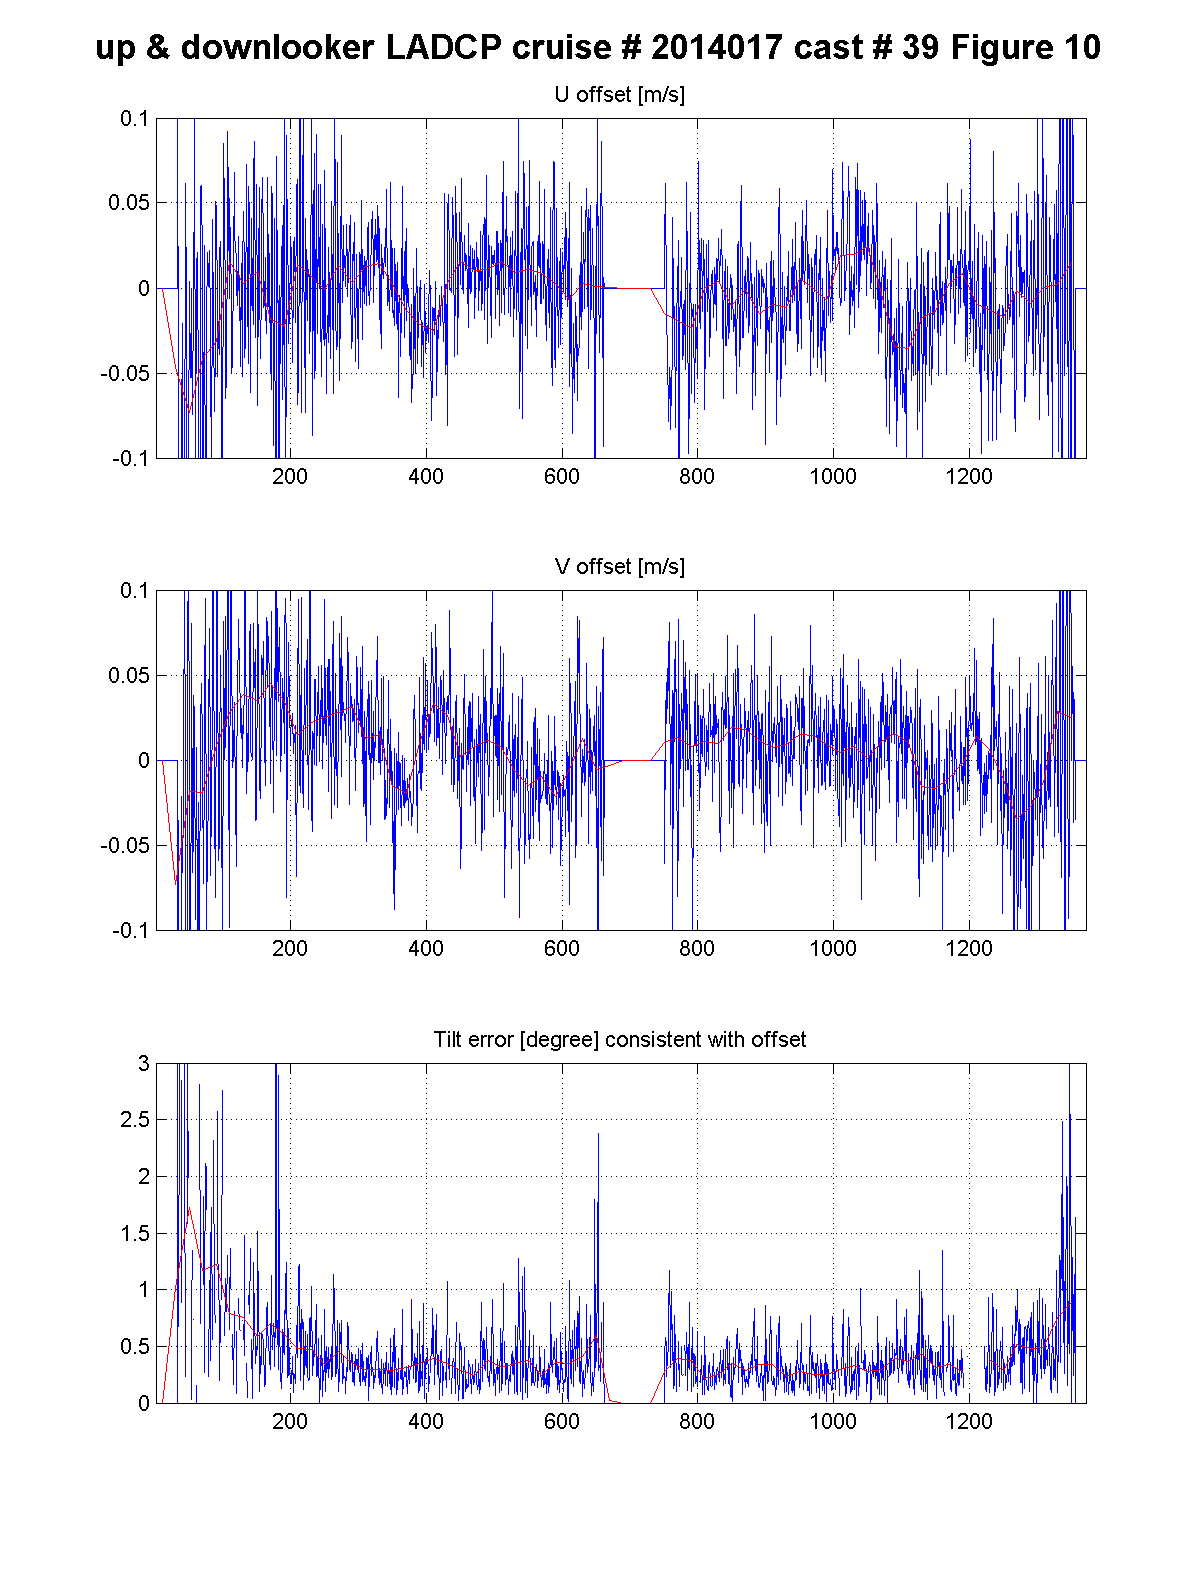 up & downlooker LADCP cruise # 2014017 cast # 39 Figure 10
U offset [m/s]
0.1
0.05
0
-0.05
-0.1
200 400 600 800 1000 1200
V offset [m/s]
0.1
0.05
0
-0.05
-0.1
200 400 600 800 1000 1200
Tilt error [degree] consistent with offset
3
2.5
2
1.5
1
0.5
0
200 400 600 800 1000 1200